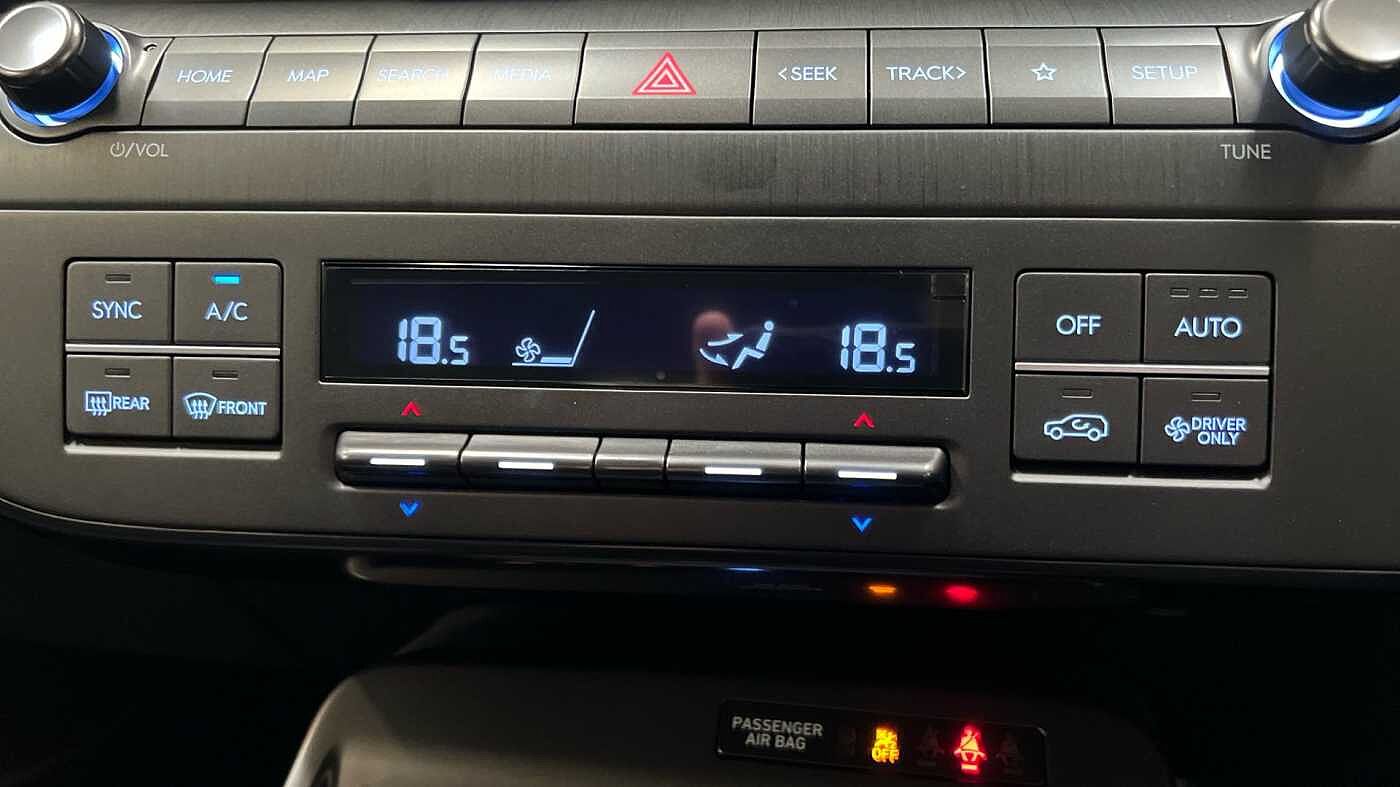 HOME MAP SEARCH MEDIA <SEEK TRACK> SETUP
/VOL
TUNE
SYNC
A/C
18.5
18.5
OFF
AUTO
REAR
FRONT
DRIVER
ONLY
PASSENGER
AIR BAG
OFF